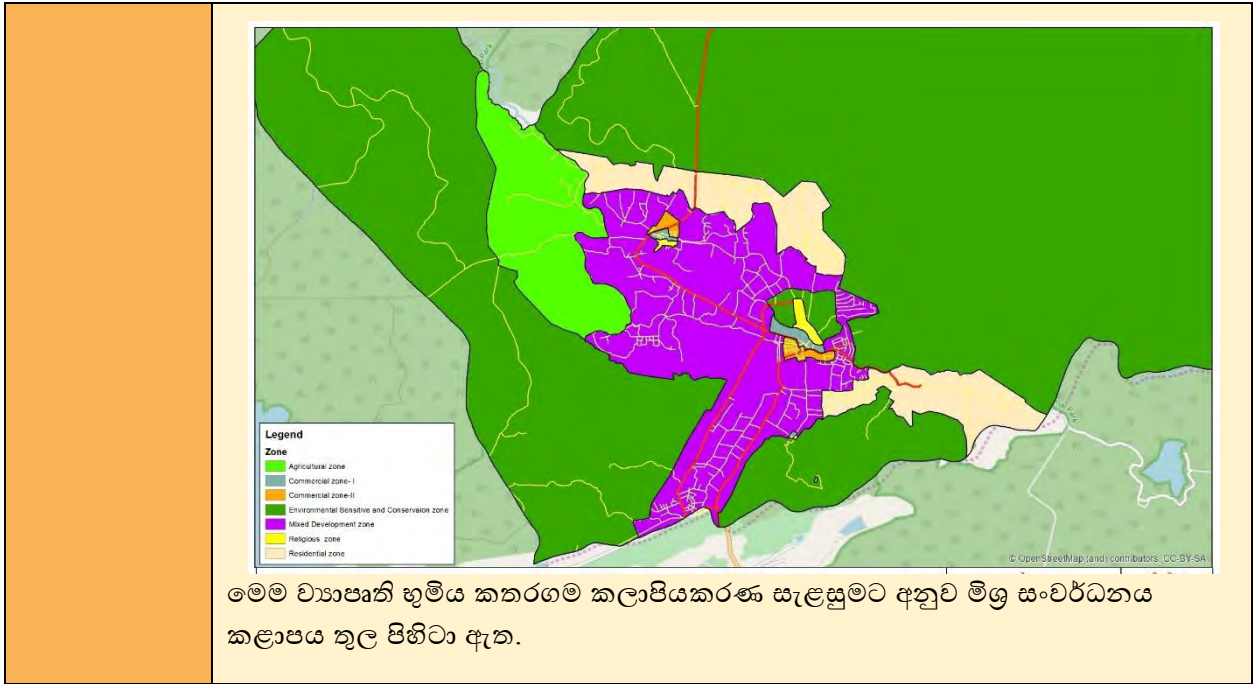 Legend
Zone
Agricultural zone
Commercial zone- I
Commercial zone-II
Environmental Sensitive and Conservaion zone
Mixed Development zone
Religious zone
Residential zone
© OpenStreetMap (and) contributors, CC-BY-SA
මෙම ව්‍යාපෘති භූමිය කතරගම කලාපියකරණ සැළසුමට අනුව මිශ්‍ර සංවර්ධනය
කළාපය තුල පිහිටා ඇත.